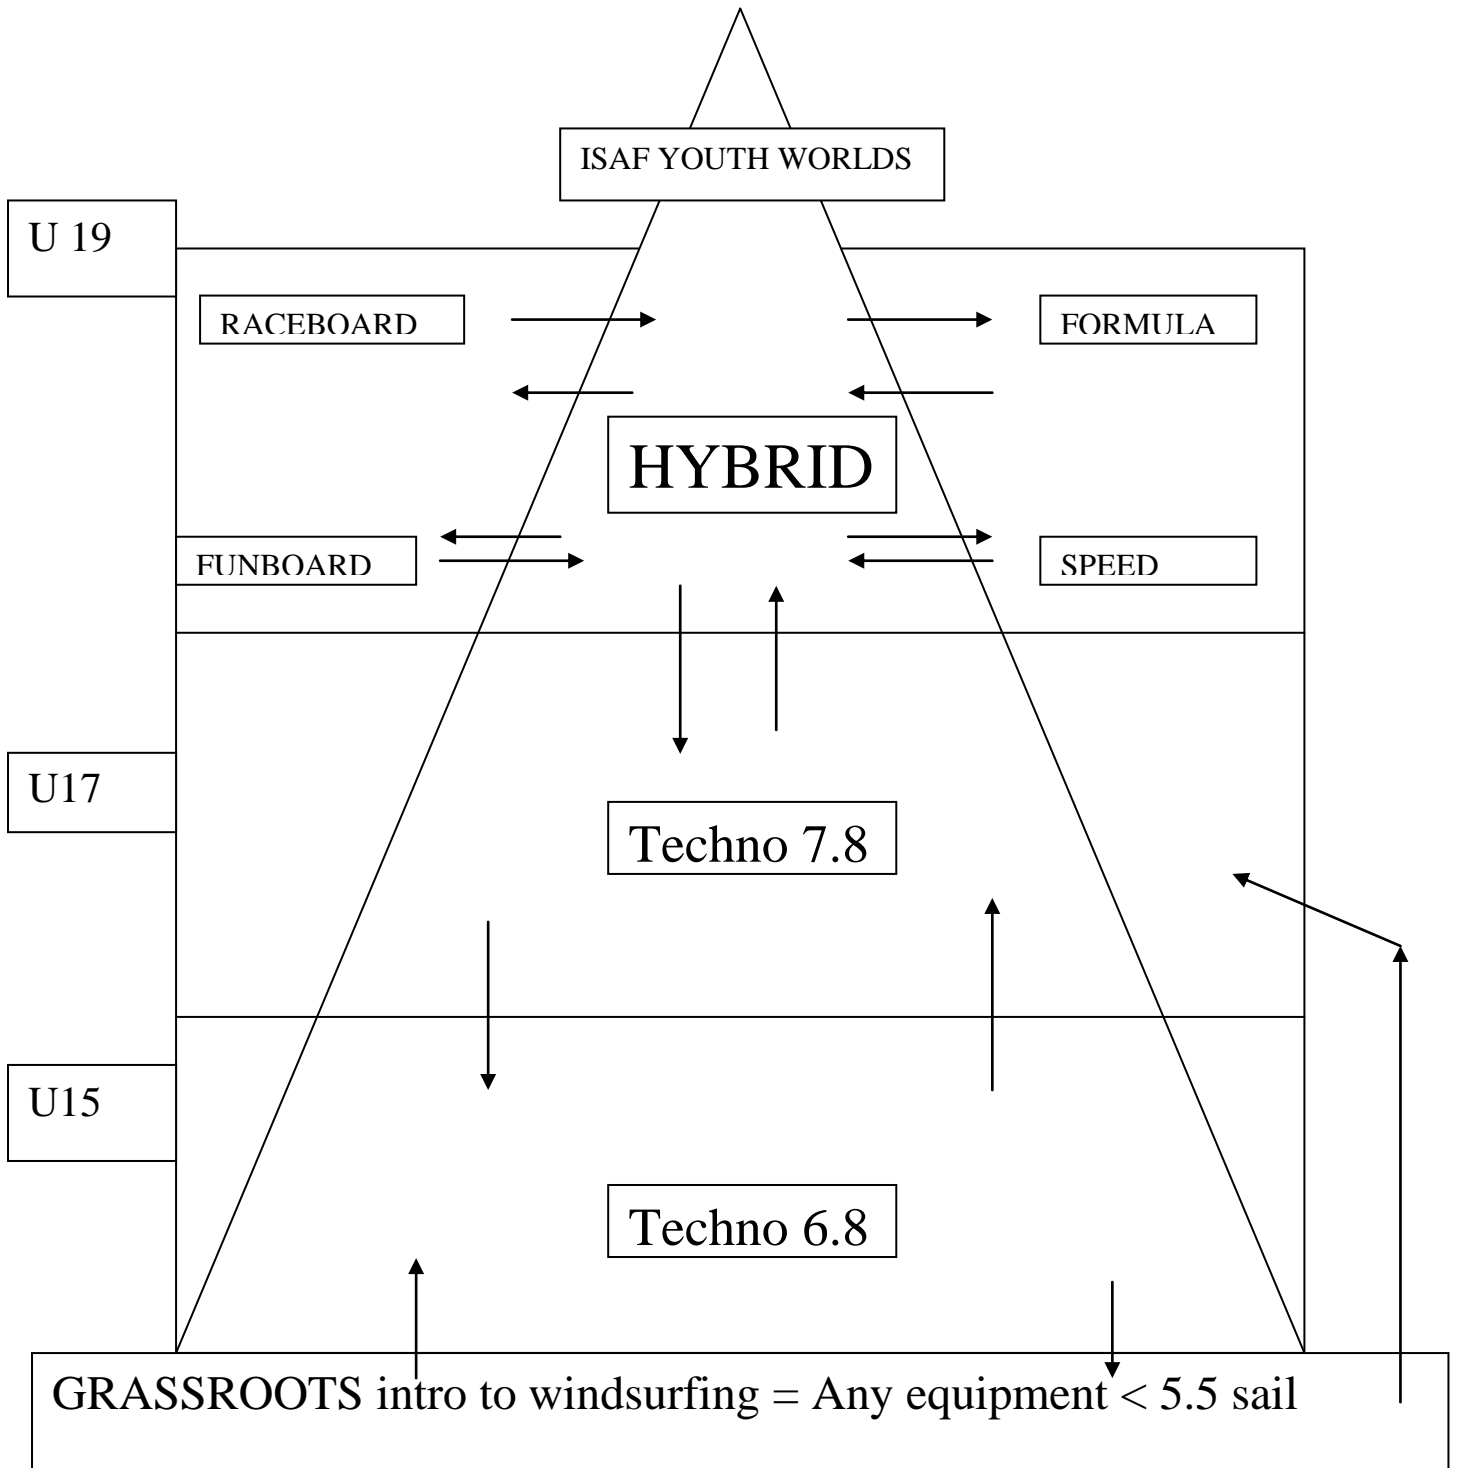 ISAF YOUTH WORLDS
U 19
RACEBOARD
FORMULA
HYBRID
FUNBOARD
SPEED
U17
Techno 7.8
U15
Techno 6.8
GRASSROOTS intro to windsurfing = Any equipment < 5.5 sail